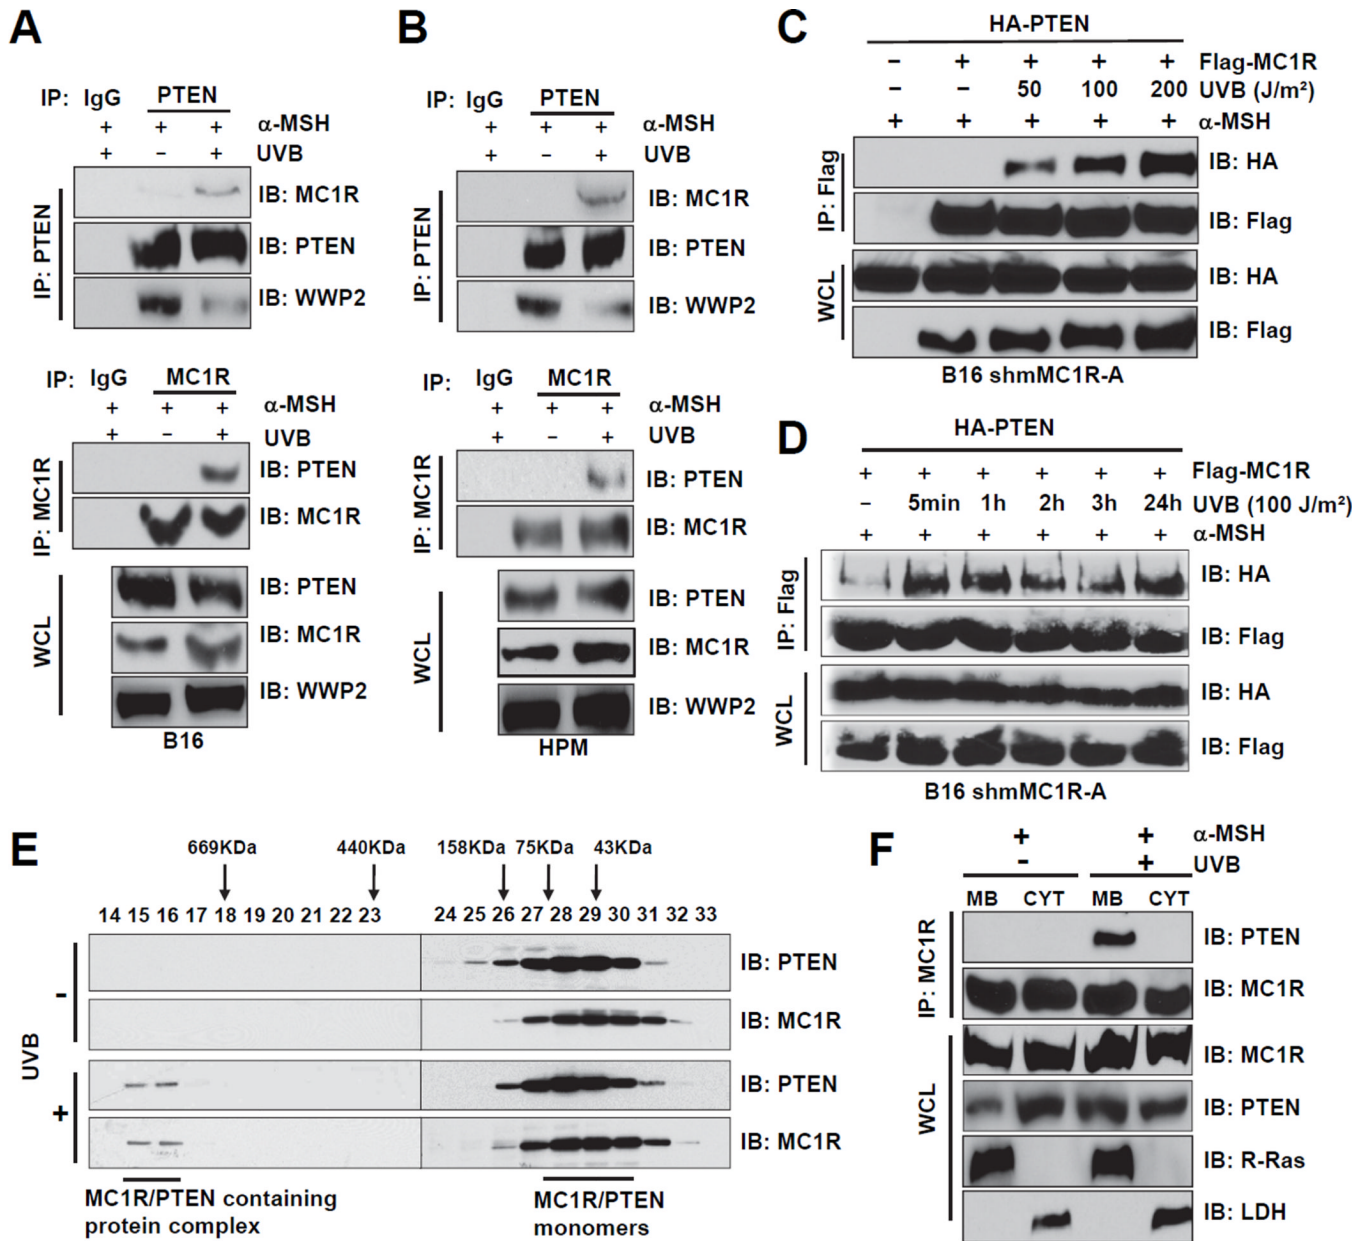 A
IP: IgG PTEN
+ + + α-MSH
+ – + UVB
IP: PTEN
IB: MC1R
IB: PTEN
IB: WWP2
IP: IgG MC1R
+ + + α-MSH
+ – + UVB
IP: MC1R
IB: PTEN
IB: MC1R
WCL
IB: PTEN
IB: MC1R
IB: WWP2
B16
B
IP: IgG PTEN
+ + + α-MSH
+ – + UVB
IP: PTEN
IB: MC1R
IB: PTEN
IB: WWP2
IP: IgG MC1R
+ + + α-MSH
+ – + UVB
IP: MC1R
IB: PTEN
IB: MC1R
WCL
IB: PTEN
IB: MC1R
IB: WWP2
HPM
C
HA-PTEN
– + + + + Flag-MC1R
– – 50 100 200 UVB (J/m²)
+ + + + + α-MSH
IP: Flag
IB: HA
IB: Flag
WCL
IB: HA
IB: Flag
B16 shmMC1R-A
D
HA-PTEN
+ + + + + + Flag-MC1R
– 5min 1h 2h 3h 24h UVB (100 J/m²)
+ + + + + + α-MSH
IP: Flag
IB: HA
IB: Flag
WCL
IB: HA
IB: Flag
B16 shmMC1R-A
E
669KDa 440KDa 158KDa 75KDa 43KDa
14 15 16 17 18 19 20 21 22 23 24 25 26 27 28 29 30 31 32 33
UVB
–
IB: PTEN
IB: MC1R
+
IB: PTEN
IB: MC1R
MC1R/PTEN containing
protein complex
MC1R/PTEN
monomers
F
+ + α-MSH
– + UVB
MB CYT MB CYT
IP: MC1R
IB: PTEN
IB: MC1R
WCL
IB: MC1R
IB: PTEN
IB: R-Ras
IB: LDH